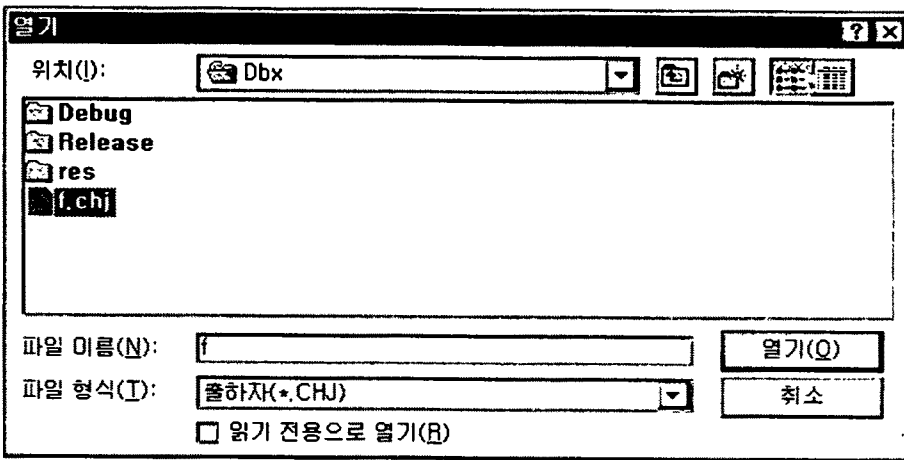 열기
위치(I): Dbx
Debug
Release
res
f.chj
파일 이름(N): f 열기(O)
파일 형식(T): 출하자(*.CHJ) 취소
읽기 전용으로 열기(R)